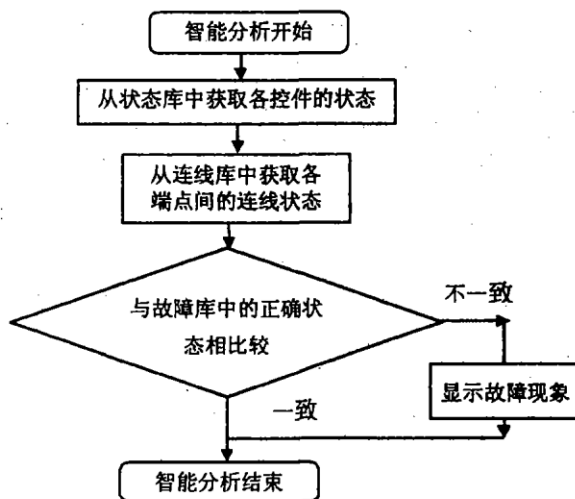 智能分析开始
从状态库中获取各控件的状态
从连线库中获取各
端点间的连线状态
与故障库中的正确状
态相比较
不一致
显示故障现象
一致
智能分析结束